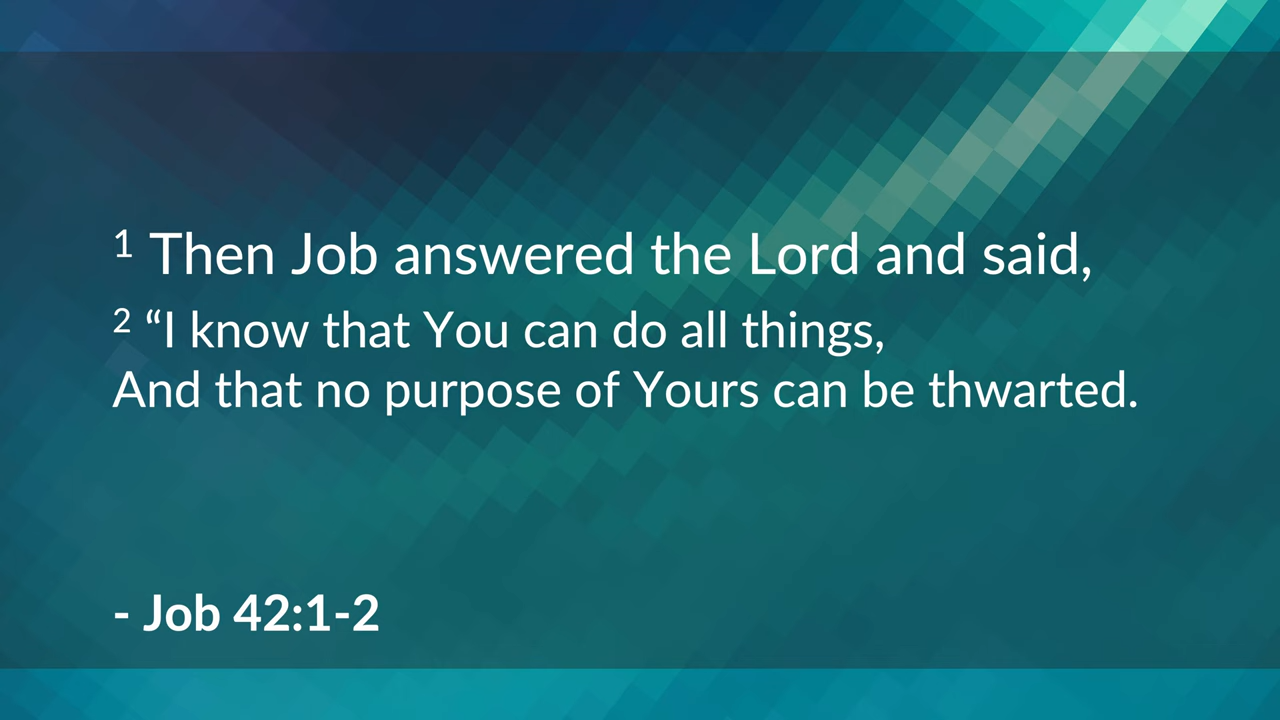 1 Then Job answered the Lord and said,
2 “I know that You can do all things,
And that no purpose of Yours can be thwarted.
- Job 42:1-2